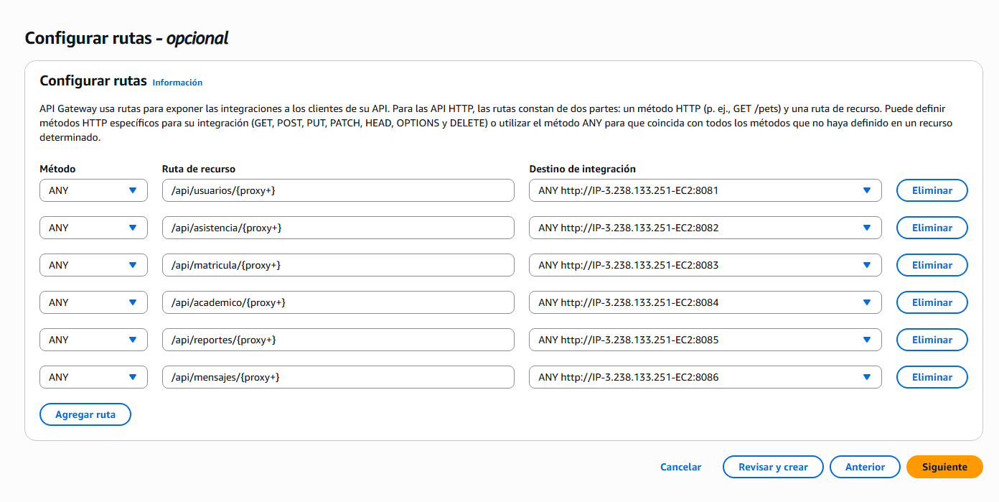 Configurar rutas - opcional
Configurar rutas Información
API Gateway usa rutas para exponer las integraciones a los clientes de su API. Para las API HTTP, las rutas constan de dos partes: un método HTTP (p. ej., GET /pets) y una ruta de recurso. Puede definir
métodos HTTP específicos para su integración (GET, POST, PUT, PATCH, HEAD, OPTIONS y DELETE) o utilizar el método ANY para que coincida con todos los métodos que no haya definido en un recurso
determinado.
Método Ruta de recurso Destino de integración
ANY /api/usuarios/{proxy+} ANY http://IP-3.238.133.251-EC2:8081 Eliminar
ANY /api/asistencia/{proxy+} ANY http://IP-3.238.133.251-EC2:8082 Eliminar
ANY /api/matricula/{proxy+} ANY http://IP-3.238.133.251-EC2:8083 Eliminar
ANY /api/academico/{proxy+} ANY http://IP-3.238.133.251-EC2:8084 Eliminar
ANY /api/reportes/{proxy+} ANY http://IP-3.238.133.251-EC2:8085 Eliminar
ANY /api/mensajes/{proxy+} ANY http://IP-3.238.133.251-EC2:8086 Eliminar
Agregar ruta
Cancelar Revisar y crear Anterior Siguiente